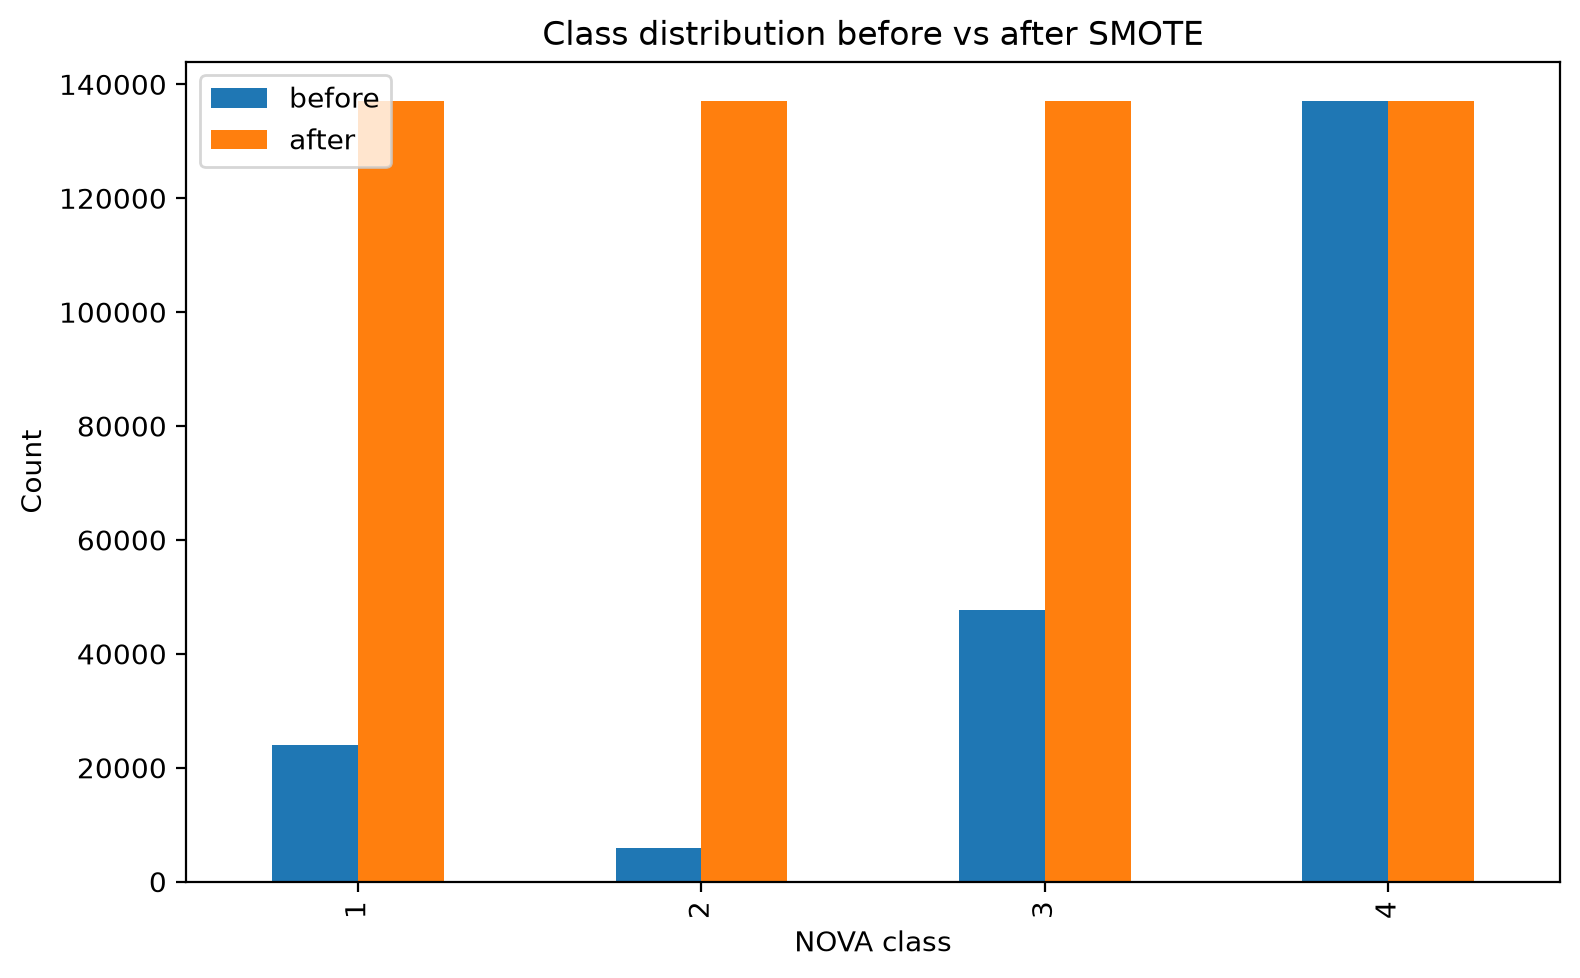 Class distribution before vs after SMOTE
before
after
140000
120000
100000
80000
60000
40000
20000
0
Count
1
2
3
4
NOVA class